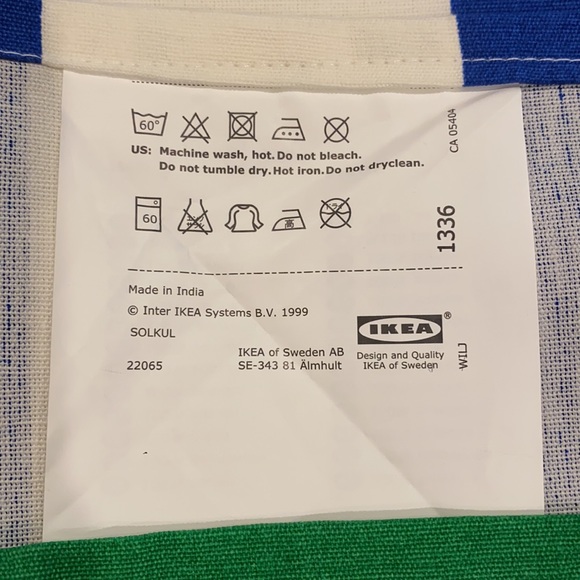 60°
CA 05404
US: Machine wash, hot. Do not bleach.
Do not tumble dry. Hot iron. Do not dryclean.
60
高
1336
Made in India
© Inter IKEA Systems B.V. 1999
SOLKUL
IKEA®
22065
IKEA of Sweden AB
SE-343 81 Älmhult
Design and Quality
IKEA of Sweden
WILJ